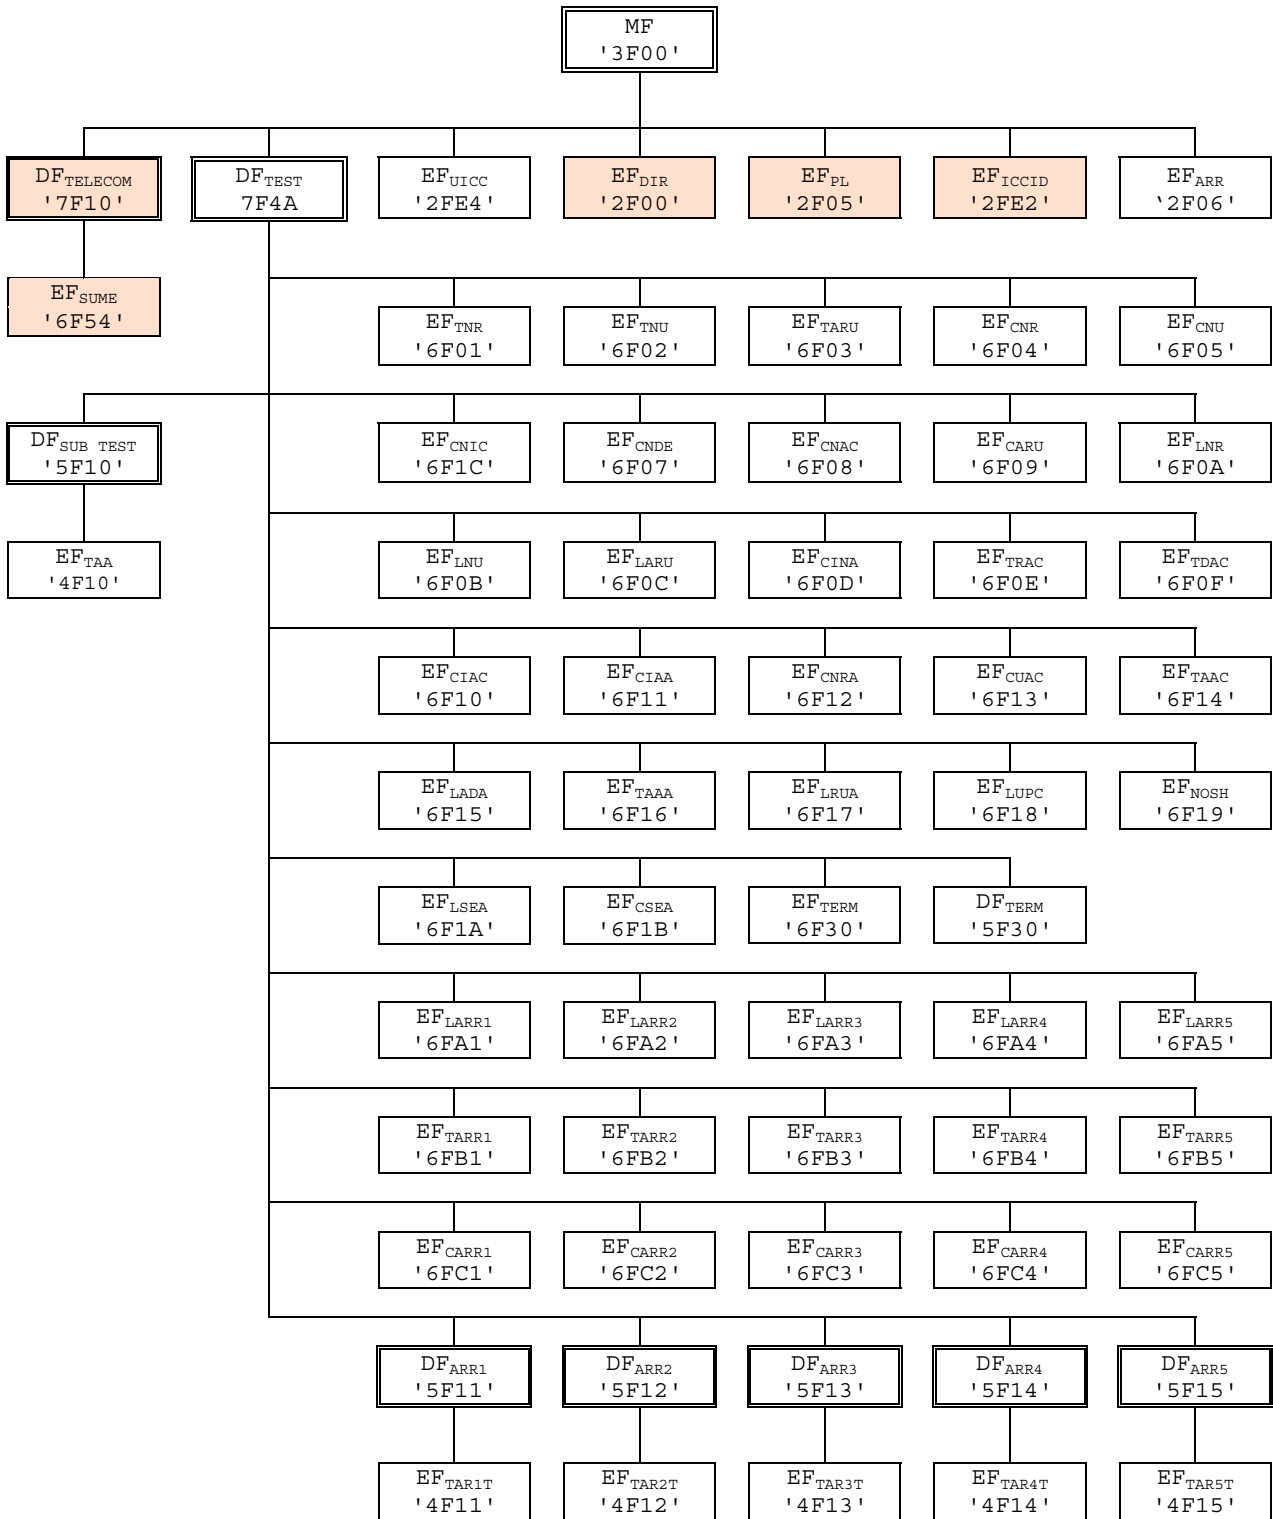 MF
'3F00'
DFTELECOM
'7F10'
DFTEST
7F4A
EFUICC
'2FE4'
EFDIR
'2F00'
EFPL
'2F05'
EFICCID
'2FE2'
EFARR
‘2F06'
EFSUME
'6F54'
EFTNR
'6F01'
EFTNU
'6F02'
EFTARU
'6F03'
EFCNR
'6F04'
EFCNU
'6F05'
DFSUB TEST
'5F10'
EFCNIC
'6F1C'
EFCNDE
'6F07'
EFCNAC
'6F08'
EFCARU
'6F09'
EFLNR
'6F0A'
EFTAA
'4F10'
EFLNU
'6F0B'
EFLARU
'6F0C'
EFCINA
'6F0D'
EFTRAC
'6F0E'
EFTDAC
'6F0F'
EFCIAC
'6F10'
EFCIAA
'6F11'
EFCNRA
'6F12'
EFCUAC
'6F13'
EFTAAC
'6F14'
EFLADA
'6F15'
EFTAAA
'6F16'
EFLRUA
'6F17'
EFLUPC
'6F18'
EFNOSH
'6F19'
EFLSEA
'6F1A'
EFCSEA
'6F1B'
EFTERM
'6F30'
DFTERM
'5F30'
EFLARR1
'6FA1'
EFLARR2
'6FA2'
EFLARR3
'6FA3'
EFLARR4
'6FA4'
EFLARR5
'6FA5'
EFTARR1
'6FB1'
EFTARR2
'6FB2'
EFTARR3
'6FB3'
EFTARR4
'6FB4'
EFTARR5
'6FB5'
EFCARR1
'6FC1'
EFCARR2
'6FC2'
EFCARR3
'6FC3'
EFCARR4
'6FC4'
EFCARR5
'6FC5'
DFARR1
'5F11'
DFARR2
'5F12'
DFARR3
'5F13'
DFARR4
'5F14'
DFARR5
'5F15'
EFTAR1T
'4F11'
EFTAR2T
'4F12'
EFTAR3T
'4F13'
EFTAR4T
'4F14'
EFTAR5T
'4F15'